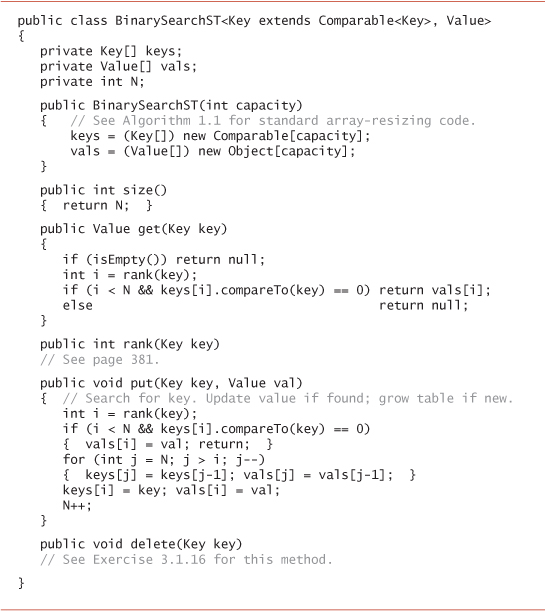 public class BinarySearchST<Key extends Comparable<Key>, Value>
{
private Key[] keys;
private Value[] vals;
private int N;
public BinarySearchST(int capacity)
{ // See Algorithm 1.1 for standard array-resizing code.
keys = (Key[]) new Comparable[capacity];
vals = (Value[]) new Object[capacity];
}
public int size()
{ return N; }
public Value get(Key key)
{
if (isEmpty()) return null;
int i = rank(key);
if (i < N && keys[i].compareTo(key) == 0) return vals[i];
else return null;
}
public int rank(Key key)
// See page 381.
public void put(Key key, Value val)
{ // Search for key. Update value if found; grow table if new.
int i = rank(key);
if (i < N && keys[i].compareTo(key) == 0)
{ vals[i] = val; return; }
for (int j = N; j > i; j--)
{ keys[j] = keys[j-1]; vals[j] = vals[j-1]; }
keys[i] = key; vals[i] = val;
N++;
}
public void delete(Key key)
// See Exercise 3.1.16 for this method.
}